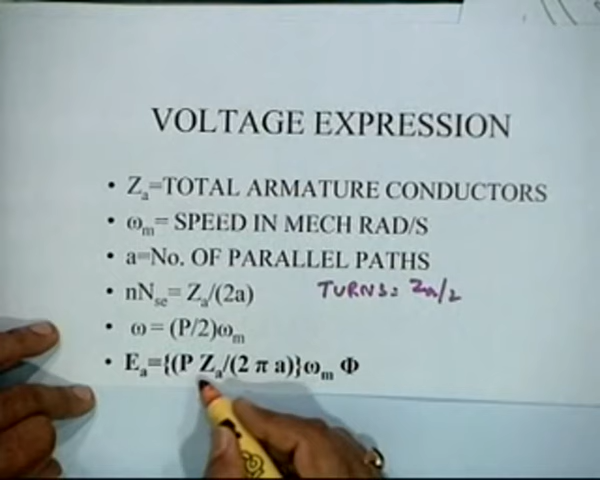 VOLTAGE EXPRESSION
• Zₐ=TOTAL ARMATURE CONDUCTORS
• ωₘ= SPEED IN MECH RAD/S
• a=No. OF PARALLEL PATHS
• nNₛₑ= Zₐ/(2a) TURNS= Zₐ/2
• ω = (P/2)ωₘ
• Eₐ={(P Zₐ/(2 π a)}ωₘ Φ